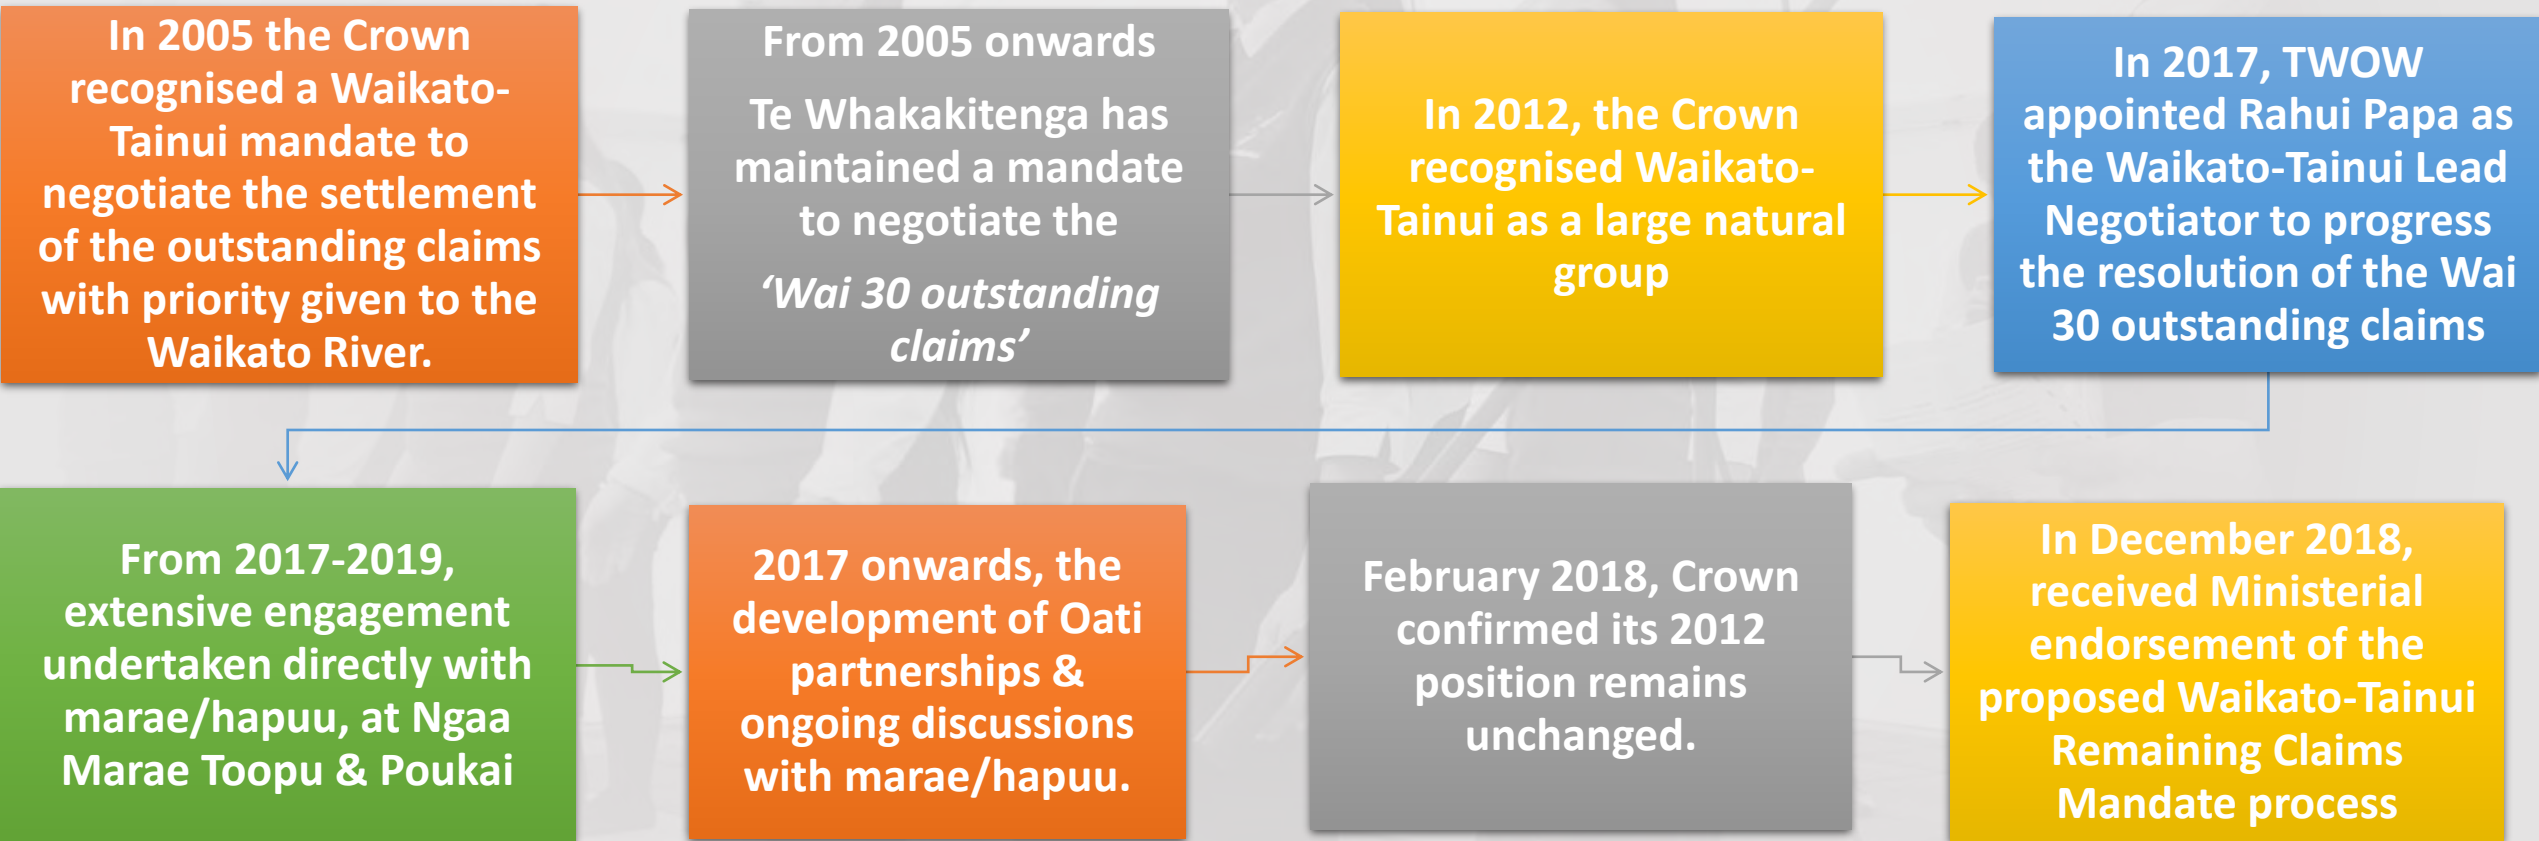 In 2005 the Crown
recognised a Waikato-
Tainui mandate to
negotiate the settlement
of the outstanding claims
with priority given to the
Waikato River.
From 2005 onwards
Te Whakakitenga has
maintained a mandate
to negotiate the
‘Wai 30 outstanding
claims’
In 2012, the Crown
recognised Waikato-
Tainui as a large natural
group
In 2017, TWOW
appointed Rahui Papa as
the Waikato-Tainui Lead
Negotiator to progress
the resolution of the Wai
30 outstanding claims
From 2017-2019,
extensive engagement
undertaken directly with
marae/hapuu, at Ngaa
Marae Toopu & Poukai
2017 onwards, the
development of Oati
partnerships &
ongoing discussions
with marae/hapuu.
February 2018, Crown
confirmed its 2012
position remains
unchanged.
In December 2018,
received Ministerial
endorsement of the
proposed Waikato-Tainui
Remaining Claims
Mandate process